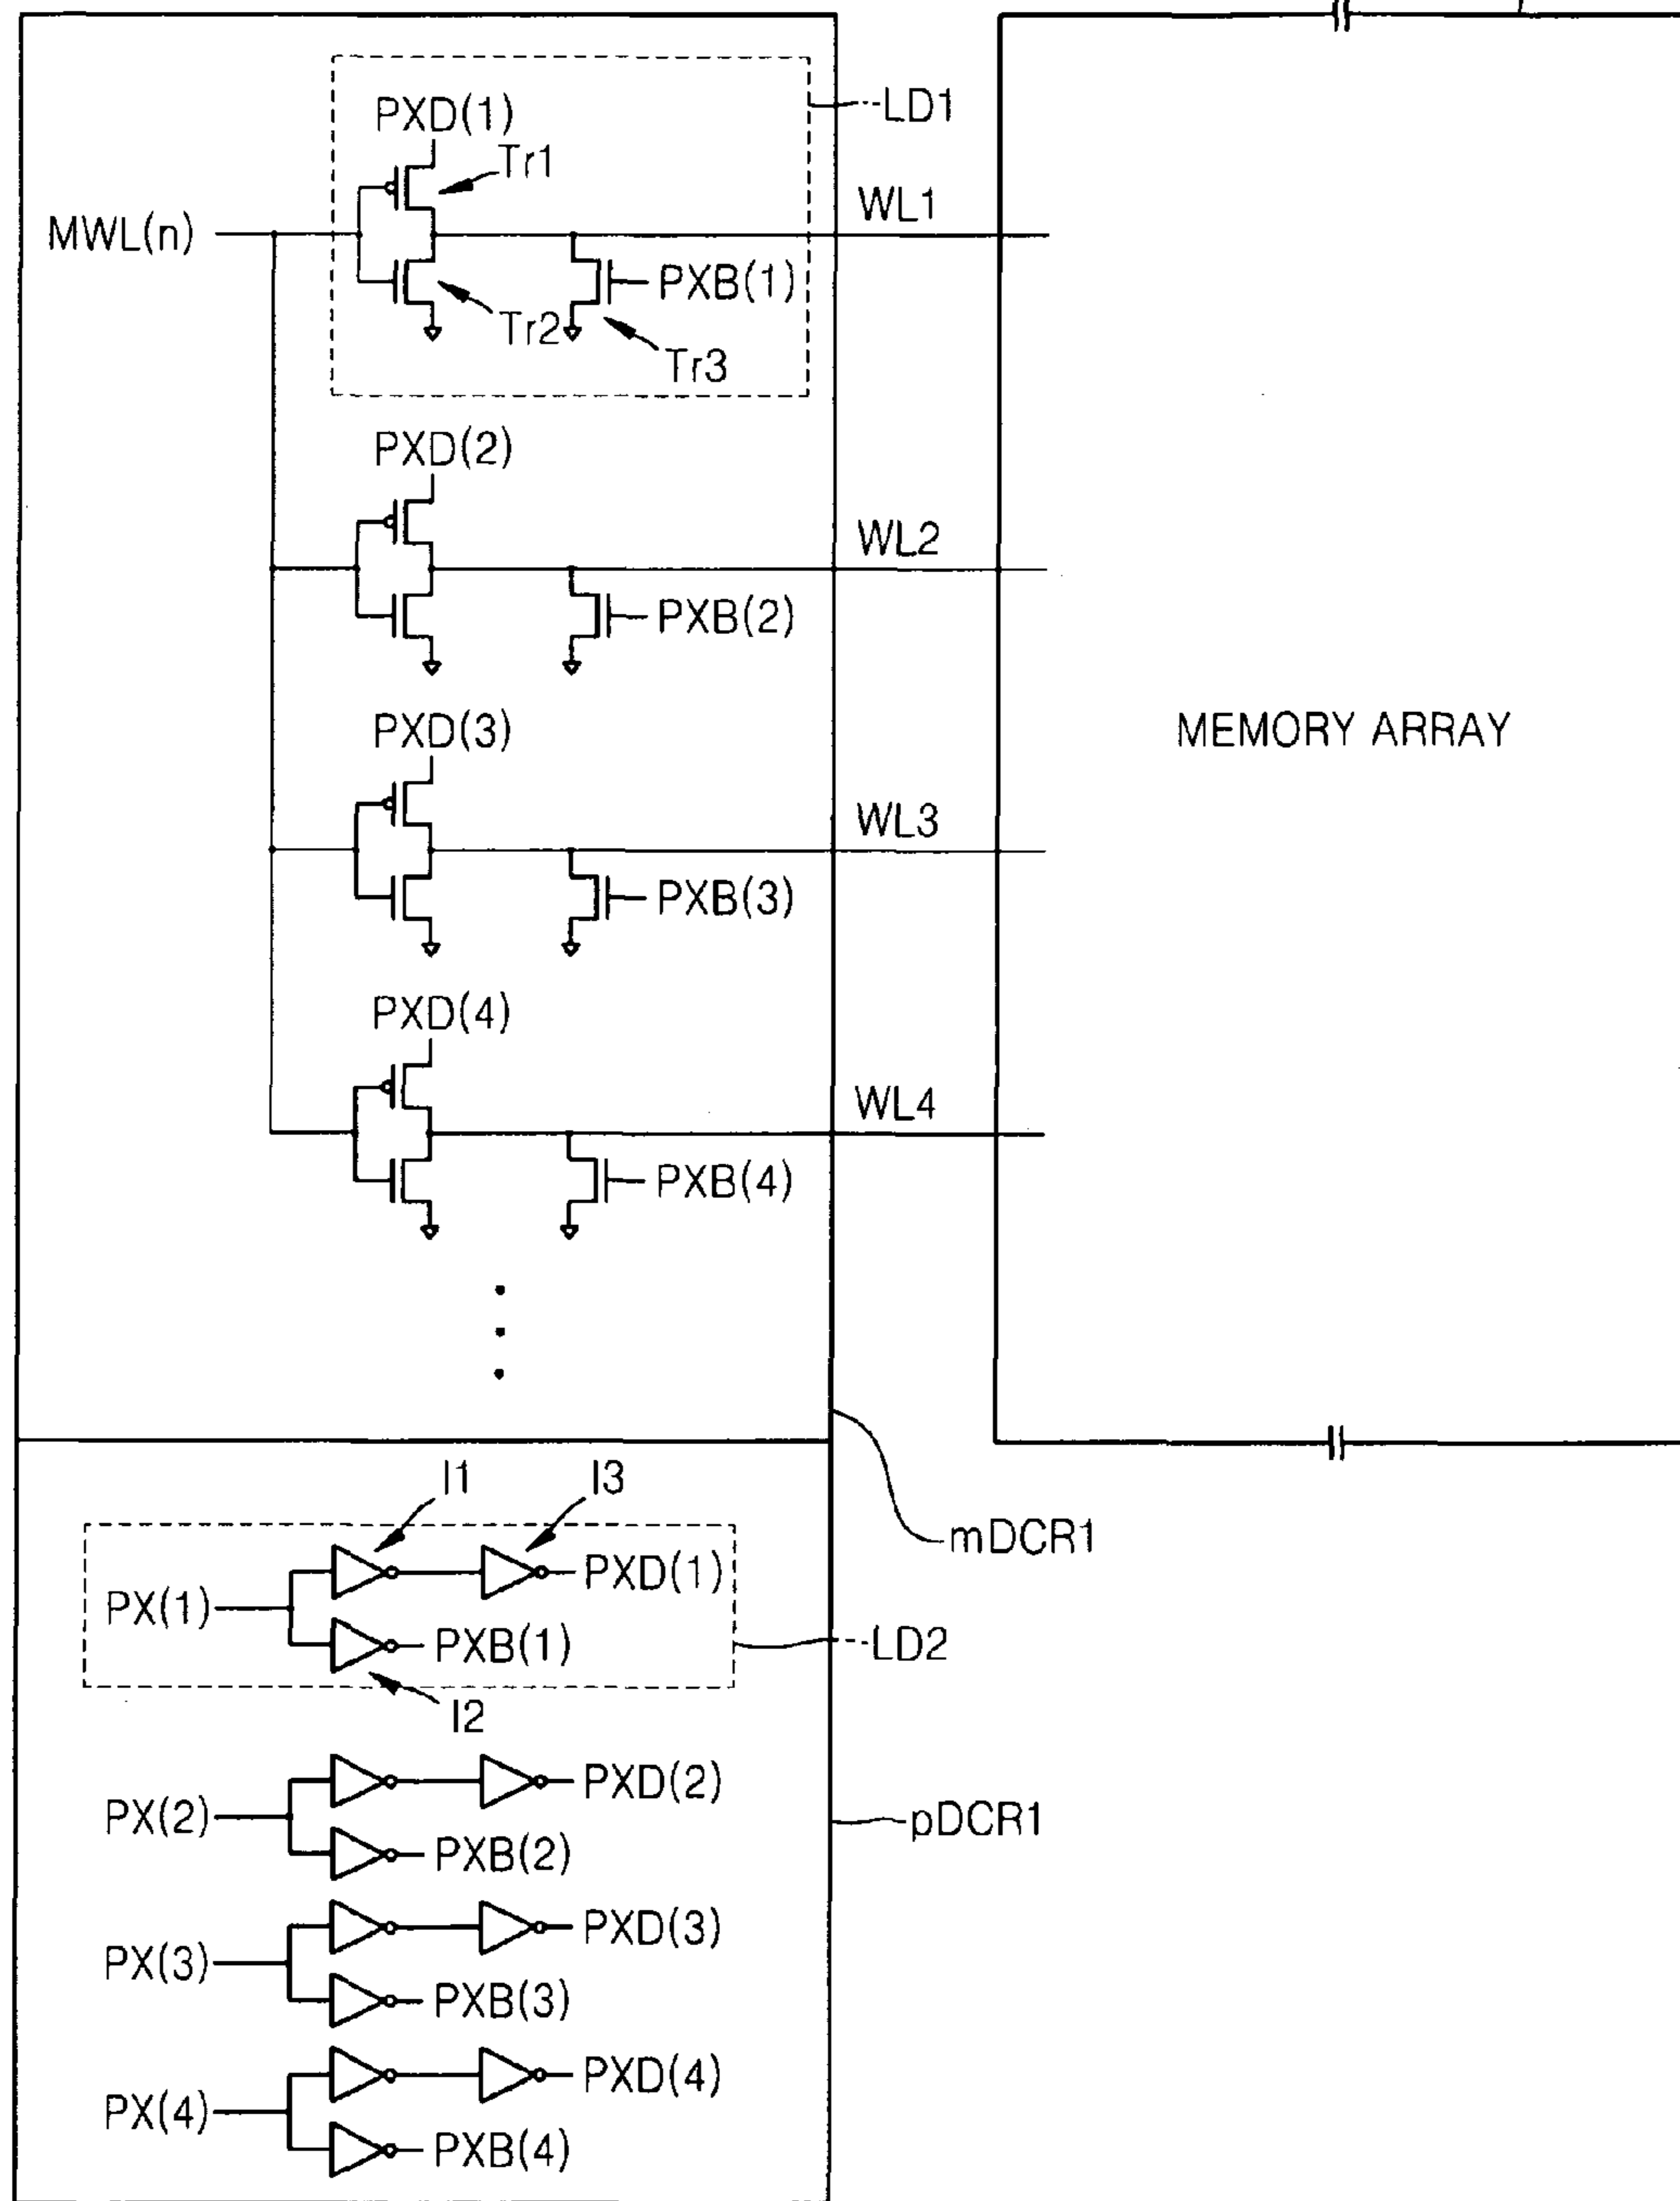 PXD(1)
LD1
Tr1
WL1
MWL(n)
PXB(1)
Tr2
Tr3
PXD(2)
WL2
PXB(2)
PXD(3)
MEMORY ARRAY
WL3
PXB(3)
PXD(4)
WL4
PXB(4)
I1
I3
mDCR1
PXD(1)
PX(1)
PXB(1)
LD2
I2
PXD(2)
PX(2)
pDCR1
PXB(2)
PXD(3)
PX(3)
PXB(3)
PXD(4)
PX(4)
PXB(4)